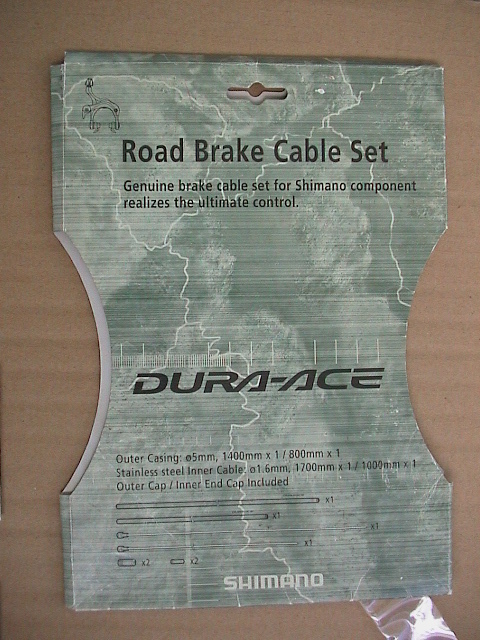 Road Brake Cable Set
Genuine brake cable set for Shimano component
realizes the ultimate control.
DURA-ACE
Outer Casing: ø5mm, 1400mm x 1 / 800mm x 1
Stainless steel Inner Cable: ø1.6mm, 1700mm x 1 / 1000mm x 1
Outer Cap / Inner End Cap Included
x1
x1
x1
x1
x2 x2
SHIMANO